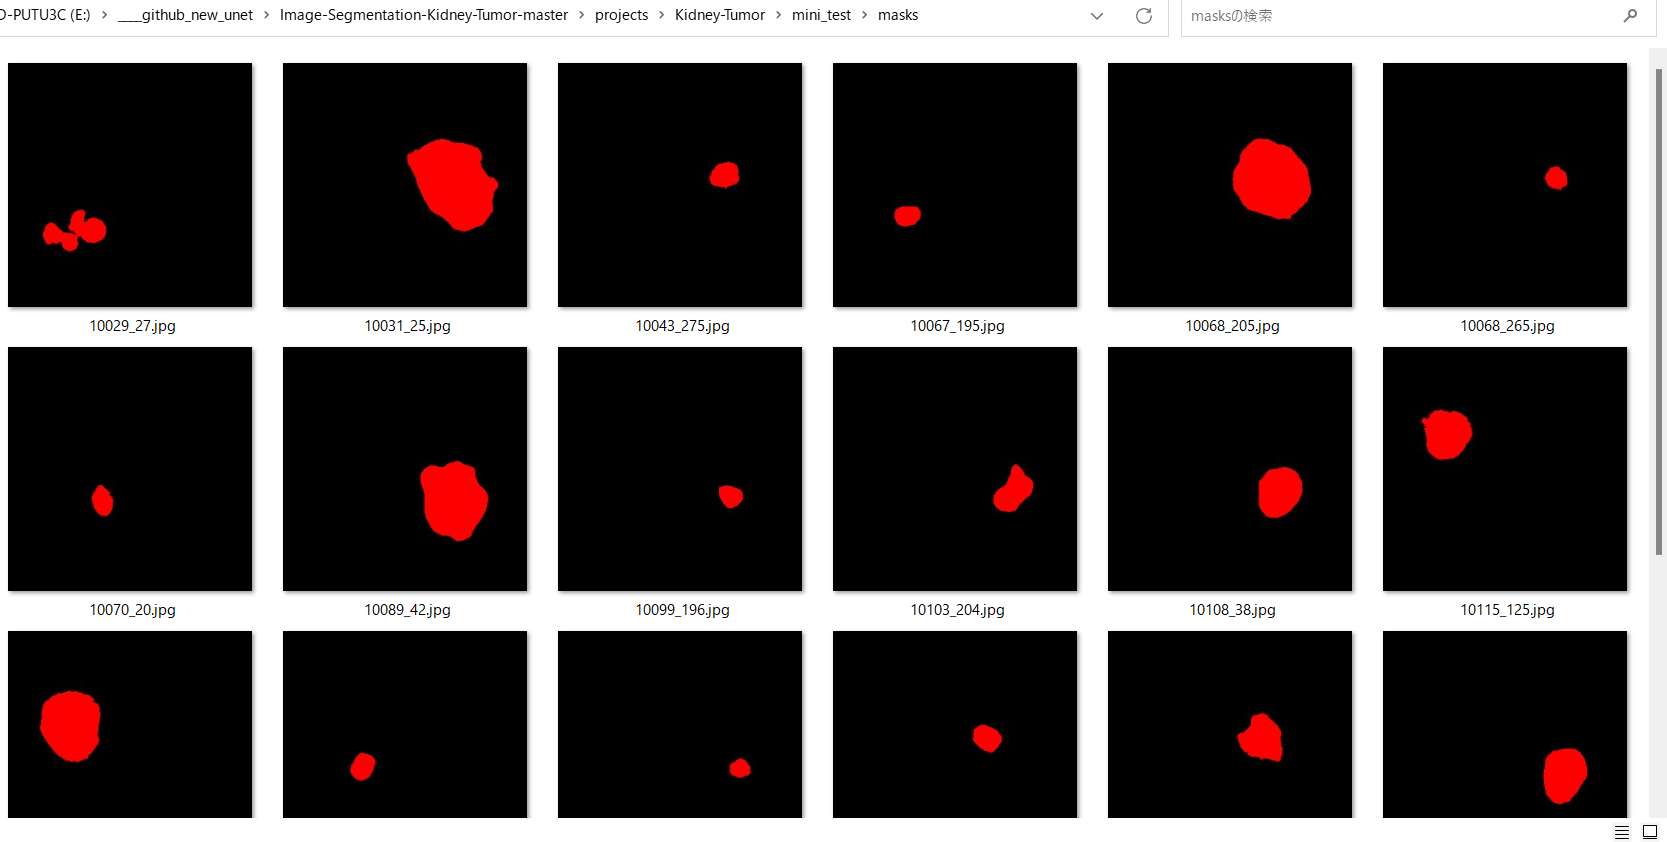 O-PUTU3C (E:) > ____github_new_unet > Image-Segmentation-Kidney-Tumor-master > projects > Kidney-Tumor > mini_test > masks
masksの検索
10029_27.jpg 10031_25.jpg 10043_275.jpg 10067_195.jpg 10068_205.jpg 10068_265.jpg
10070_20.jpg 10089_42.jpg 10099_196.jpg 10103_204.jpg 10108_38.jpg 10115_125.jpg